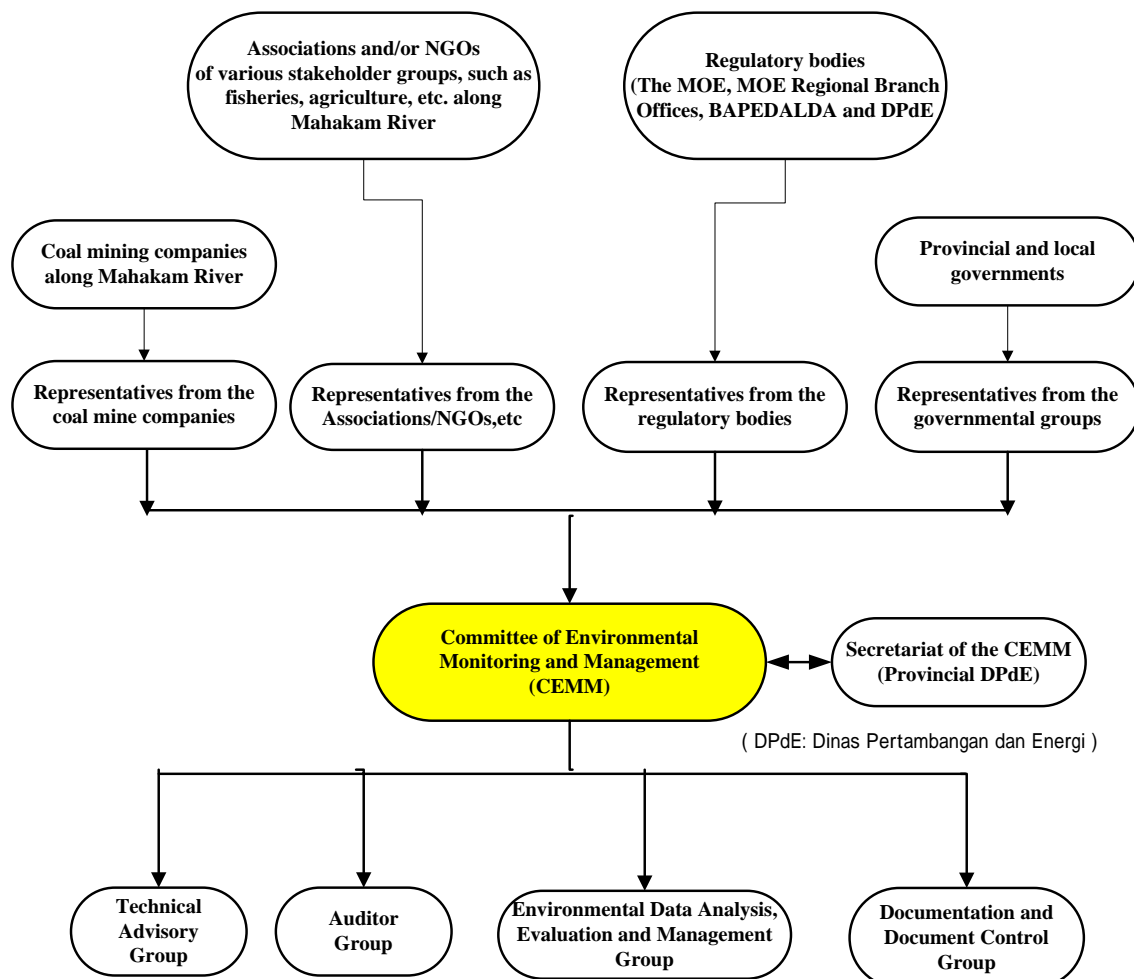 Associations and/or NGOs
of various stakeholder groups, such as
fisheries, agriculture, etc. along
Mahakam River
Regulatory bodies
(The MOE, MOE Regional Branch
Offices, BAPEDALDA and DPdE
Coal mining companies
along Mahakam River
Provincial and local
governments
Representatives from the
coal mine companies
Representatives from the
Associations/NGOs,etc
Representatives from the
regulatory bodies
Representatives from the
governmental groups
Committee of Environmental
Monitoring and Management
(CEMM)
Secretariat of the CEMM
(Provincial DPdE)
( DPdE: Dinas Pertambangan dan Energi )
Technical
Advisory
Group
Auditor
Group
Environmental Data Analysis,
Evaluation and Management
Group
Documentation and
Document Control
Group